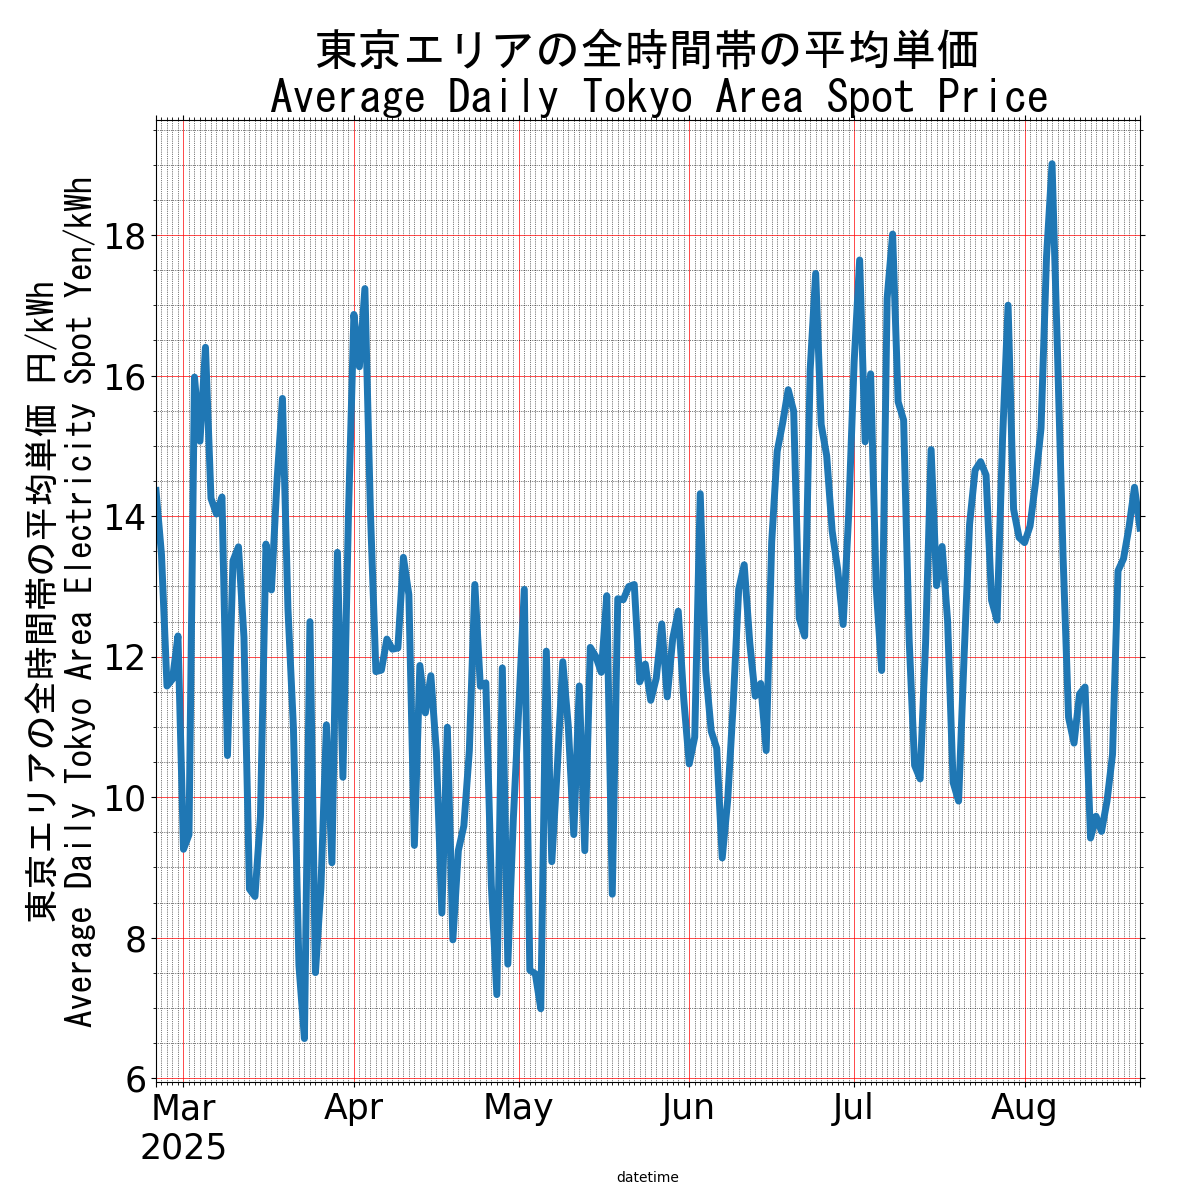 東京エリアの全時間帯の平均単価
Average Daily Tokyo Area Spot Price
東京エリアの全時間帯の平均単価 円/kWh
Average Daily Tokyo Area Electricity Spot Yen/kWh
18
16
14
12
10
8
6
Mar
2025
Apr
May
Jun
Jul
Aug
datetime